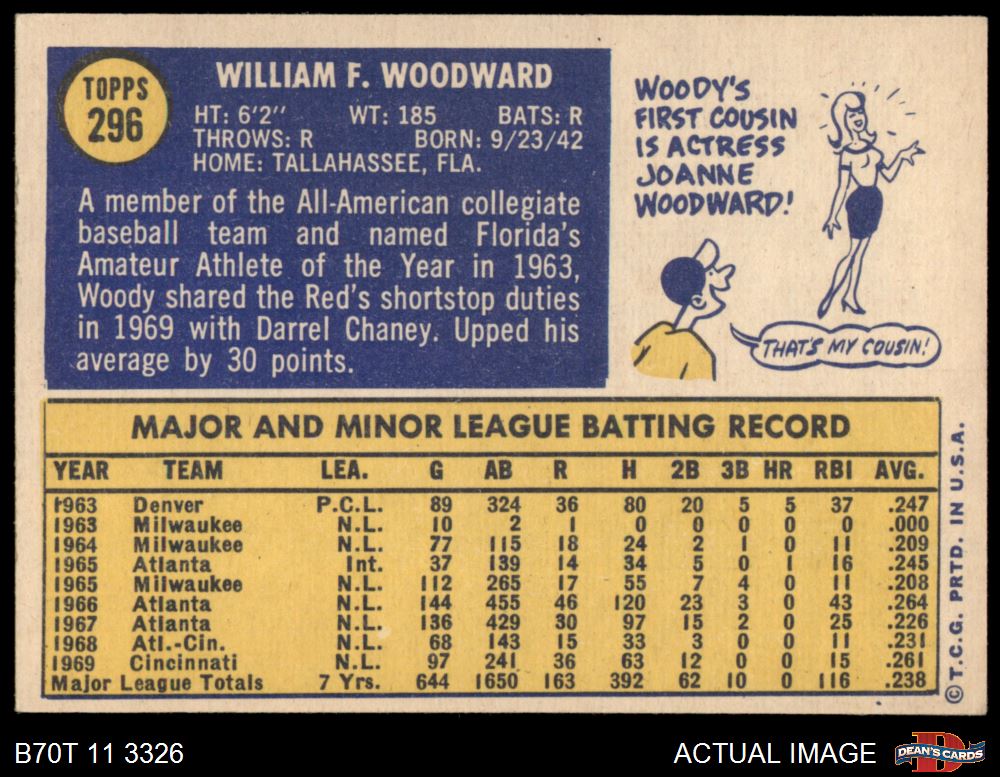 TOPPS
296
WILLIAM F. WOODWARD
HT: 6'2" WT: 185 BATS: R
THROWS: R BORN: 9/23/42
HOME: TALLAHASSEE, FLA.
A member of the All-American collegiate
baseball team and named Florida's
Amateur Athlete of the Year in 1963,
Woody shared the Red's shortstop duties
in 1969 with Darrel Chaney. Upped his
average by 30 points.
WOODY'S
FIRST COUSIN
IS ACTRESS
JOANNE
WOODWARD!
THAT'S MY COUSIN!
MAJOR AND MINOR LEAGUE BATTING RECORD
YEAR TEAM LEA. G AB R H 2B 3B HR RBI AVG.
1963 Denver P.C.L. 89 324 36 80 20 5 5 37 .247
1963 Milwaukee N.L. 10 2 1 0 0 0 0 0 .000
1964 Milwaukee N.L. 77 115 18 24 2 1 0 11 .209
1965 Atlanta Int. 37 139 14 34 5 0 1 16 .245
1965 Milwaukee N.L. 112 265 17 55 7 4 0 11 .208
1966 Atlanta N.L. 144 455 46 120 23 3 0 43 .264
1967 Atlanta N.L. 136 429 30 97 15 2 0 25 .226
1968 Atl.-Cin. N.L. 68 143 15 33 3 0 0 11 .231
1969 Cincinnati N.L. 97 241 36 63 12 0 0 15 .261
Major League Totals 7 Yrs. 644 1650 163 392 62 10 0 116 .238
©T.C.G. PRTD. IN U.S.A.
B70T 11 3326
ACTUAL IMAGE
D
DEAN'S CARDS